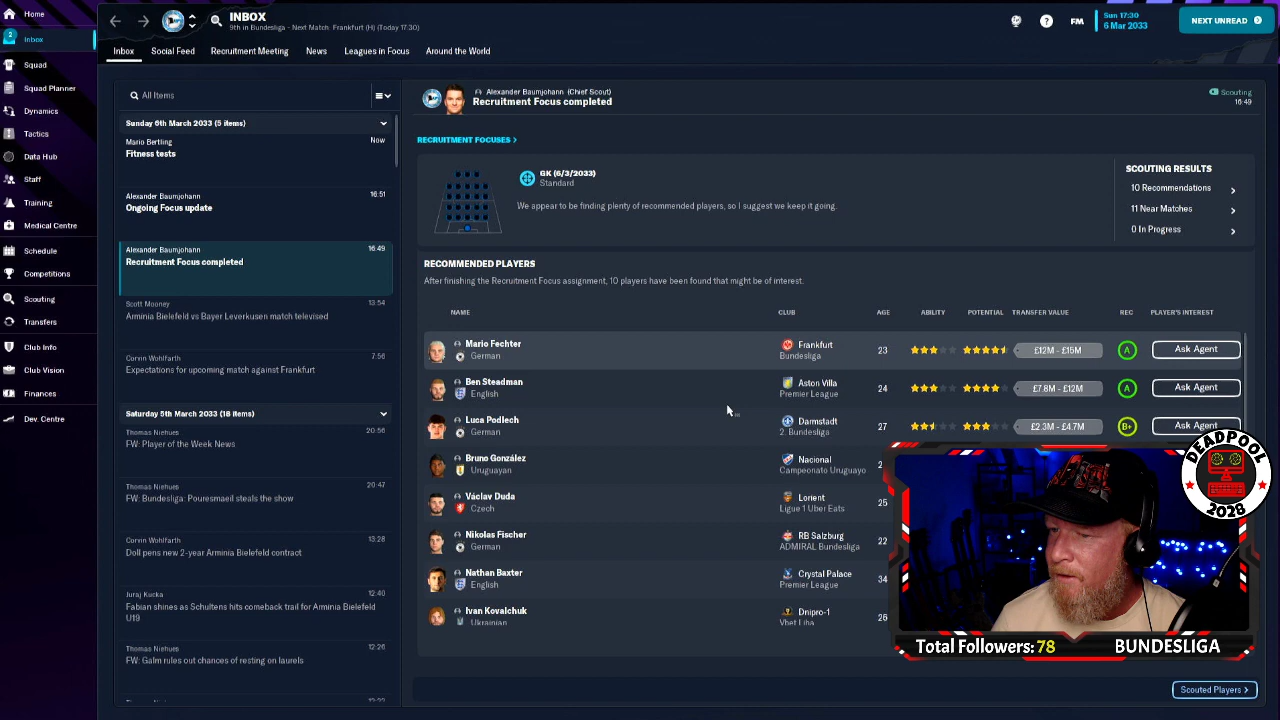 Home
INBOX
9th in Bundesliga - Next Match: Frankfurt (H) (Today 17:30)
FM
Sun 17:30
6 Mar 2033
NEXT UNREAD
2
Inbox
Inbox
Social Feed
Recruitment Meeting
News
Leagues in Focus
Around the World
Squad
Squad Planner
Dynamics
Tactics
Data Hub
Staff
Training
Medical Centre
Schedule
Competitions
Scouting
Transfers
Club Info
Club Vision
Finances
Dev. Centre
All Items
Sunday 6th March 2033 (5 items)
Mario Bertling
Now
Fitness tests
Alexander Baumjohann
16:51
Ongoing Focus update
Alexander Baumjohann
16:49
Recruitment Focus completed
Scott Mooney
13:54
Arminia Bielefeld vs Bayer Leverkusen match televised
Corvin Wohlfarth
7:56
Expectations for upcoming match against Frankfurt
Saturday 5th March 2033 (18 items)
Thomas Niehues
20:56
FW: Player of the Week News
Thomas Niehues
20:47
FW: Bundesliga: Pouresmaeil steals the show
Corvin Wohlfarth
13:28
Doll pens new 2-year Arminia Bielefeld contract
Juraj Kucka
12:40
Fabian shines as Schultens hits comeback trail for Arminia Bielefeld
U19
Thomas Niehues
12:26
FW: Galm rules out chances of resting on laurels
Alexander Baumjohann (Chief Scout)
Recruitment Focus completed
Scouting
16:49
RECRUITMENT FOCUSES >
GK (6/3/2033)
Standard
We appear to be finding plenty of recommended players, so I suggest we keep it going.
SCOUTING RESULTS
10 Recommendations
11 Near Matches
0 In Progress
RECOMMENDED PLAYERS
After finishing the Recruitment Focus assignment, 10 players have been found that might be of interest.
NAME
CLUB
AGE
ABILITY
POTENTIAL
TRANSFER VALUE
REC
PLAYER'S INTEREST
Mario Fechter
German
Frankfurt
Bundesliga
23
£12M - £15M
A
Ask Agent
Ben Steadman
English
Aston Villa
Premier League
24
£7.8M - £12M
A
Ask Agent
Luca Podlech
German
Darmstadt
2. Bundesliga
27
£2.3M - £4.7M
B+
Ask Agent
Bruno González
Uruguayan
Nacional
Campeonato Uruguayo
Václav Duda
Czech
Lorient
Ligue 1 Uber Eats
25
Nikolas Fischer
German
RB Salzburg
ADMIRAL Bundesliga
22
Nathan Baxter
English
Crystal Palace
Premier League
34
Ivan Kovalchuk
Ukrainian
Dnipro-1
Vbet Liha
26
DEADPOOL
2028
Total Followers: 78
BUNDESLIGA
Scouted Players >